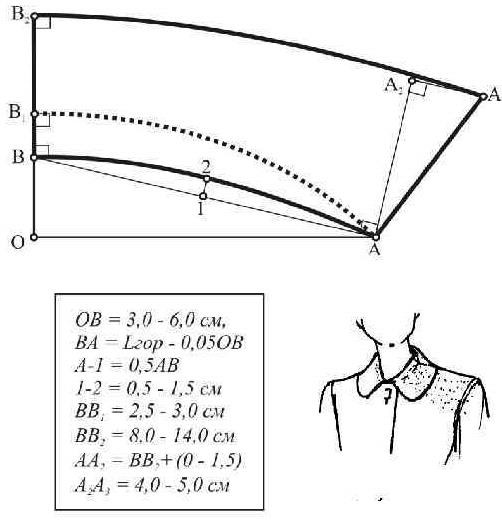 B₂
A₂
A
B₁
B
2
1
O
A
OB = 3,0 - 6,0 см,
BA = Lгор - 0,05OB
A-1 = 0,5AB
1-2 = 0,5 - 1,5 см
BB₁ = 2,5 - 3,0 см
BB₂ = 8,0 - 14,0 см
AA₂ = BB₂+(0 - 1,5)
A₂A₃ = 4,0 - 5,0 см